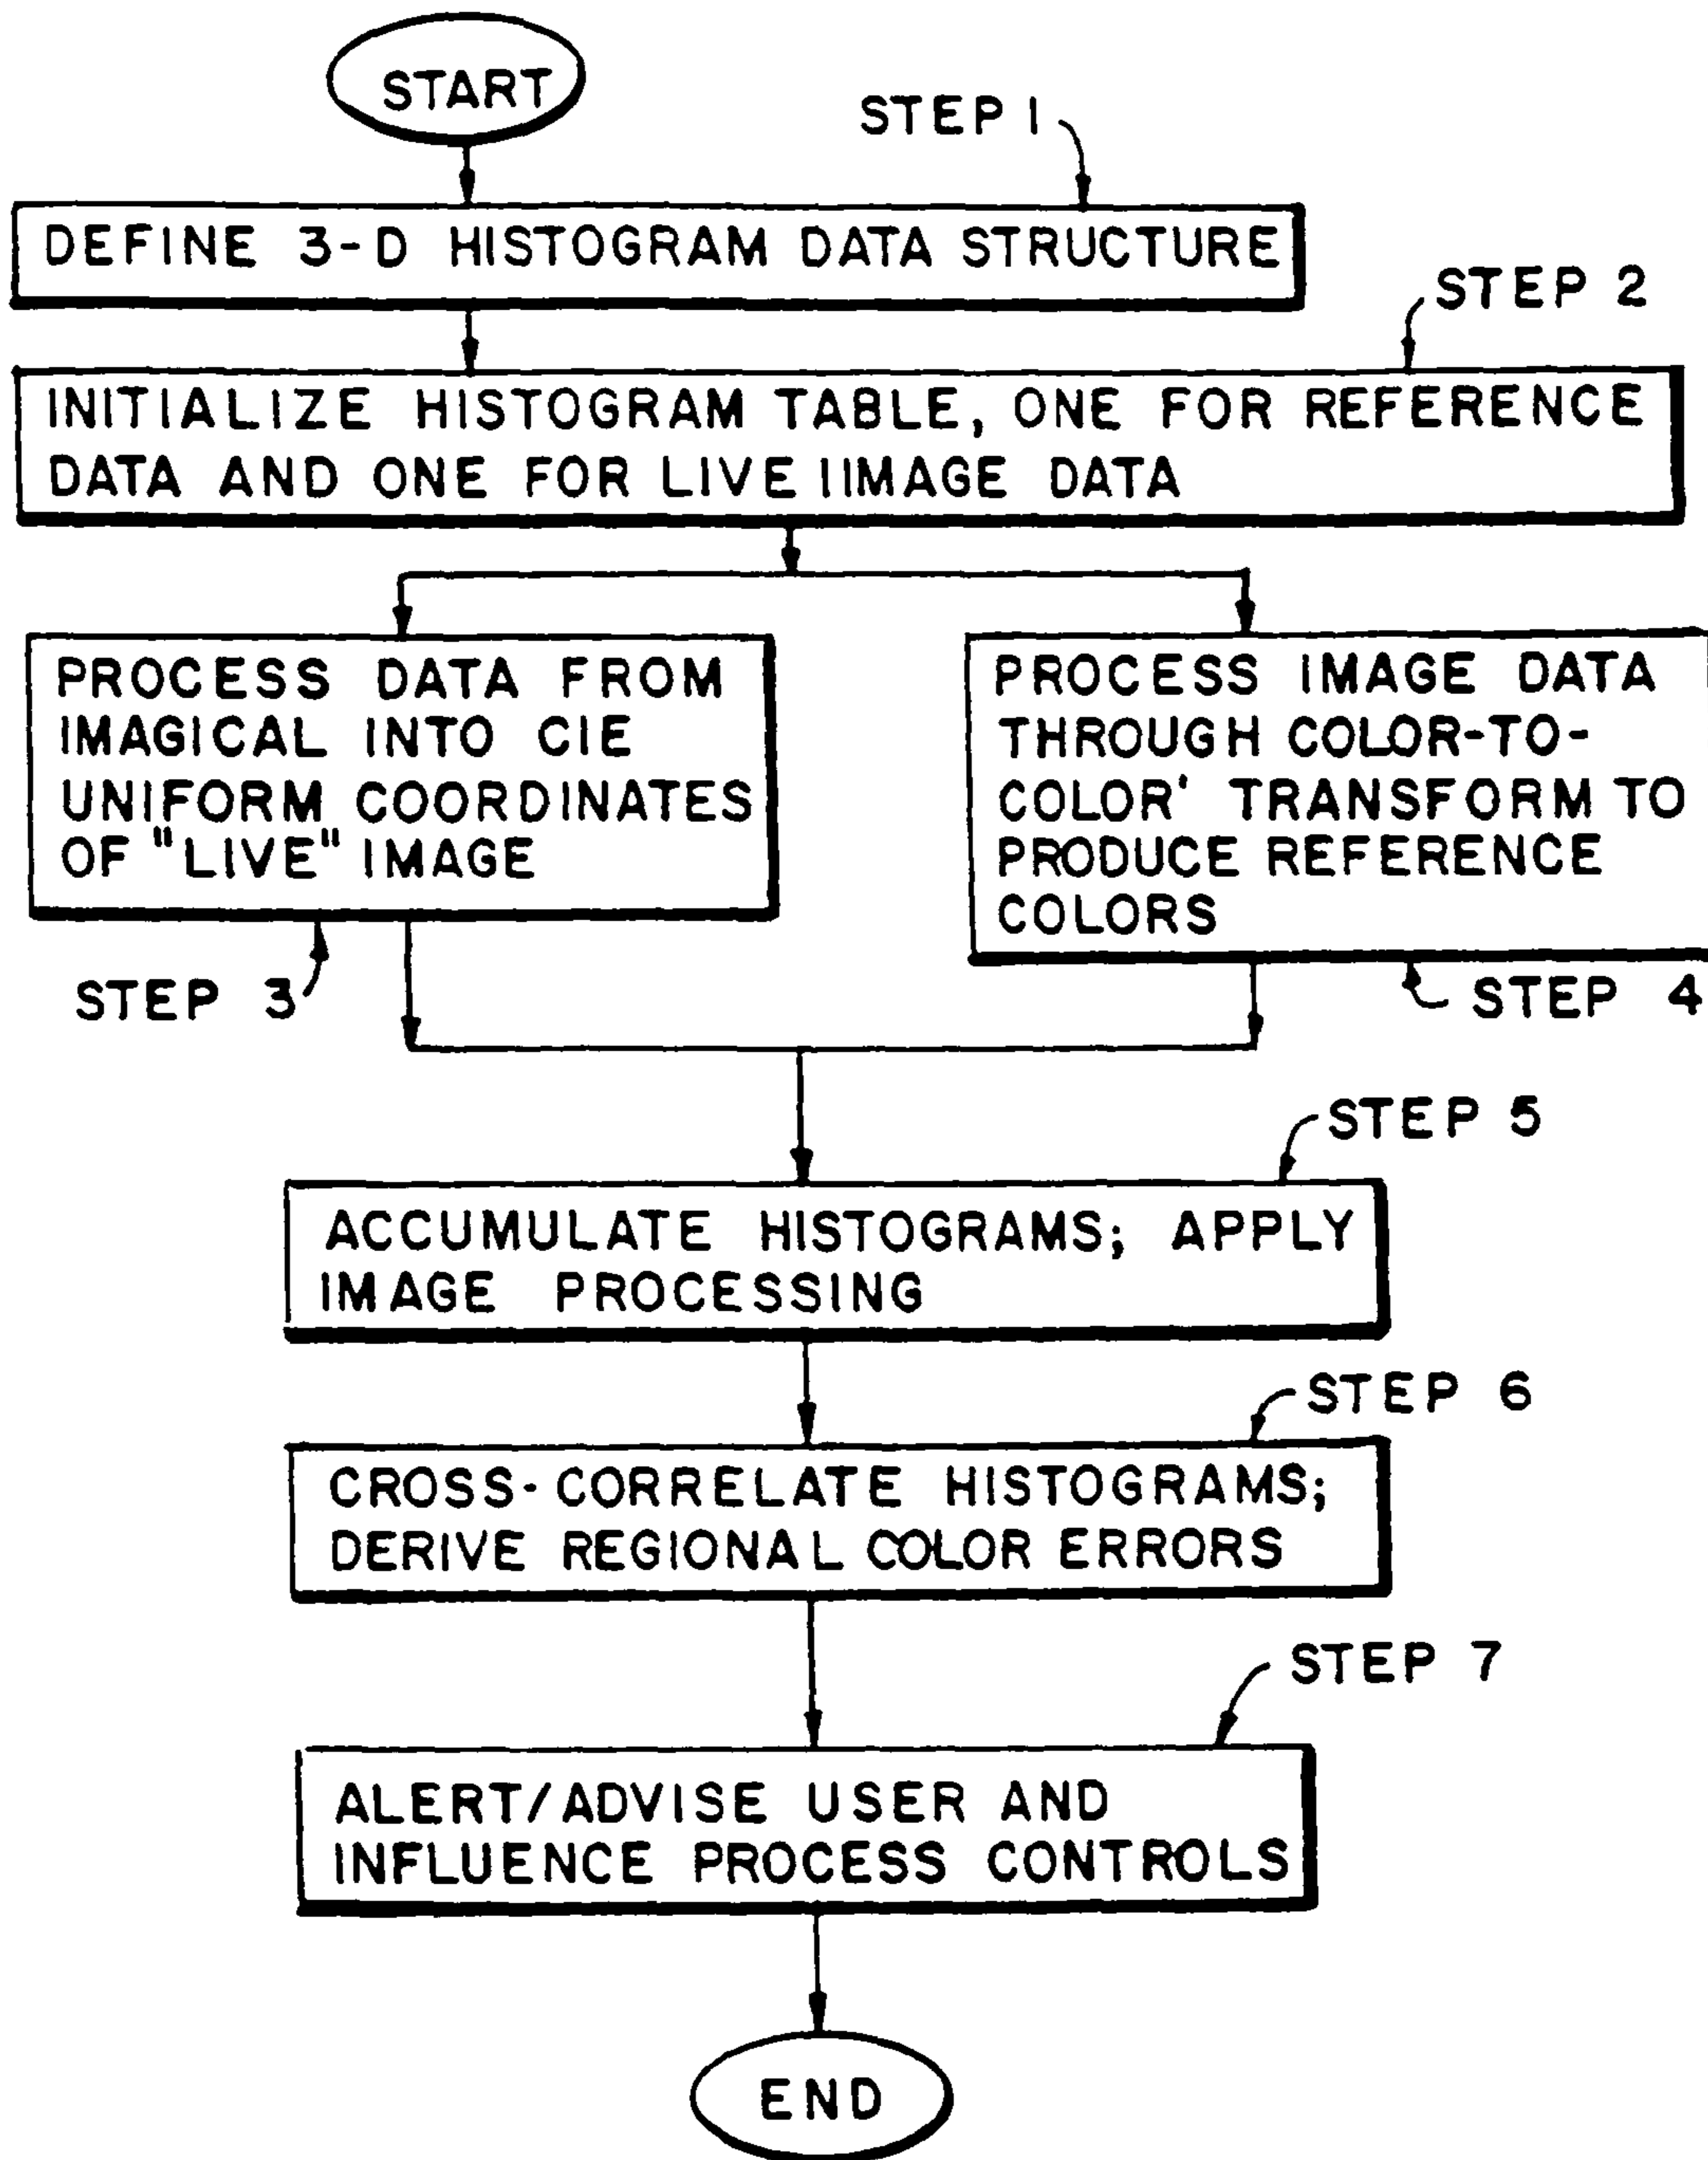 START
STEP 1
DEFINE 3-D HISTOGRAM DATA STRUCTURE
STEP 2
INITIALIZE HISTOGRAM TABLE, ONE FOR REFERENCE
DATA AND ONE FOR LIVE IIMAGE DATA
PROCESS DATA FROM
IMAGICAL INTO CIE
UNIFORM COORDINATES
OF "LIVE" IMAGE
STEP 3
PROCESS IMAGE DATA
THROUGH COLOR-TO-
COLOR' TRANSFORM TO
PRODUCE REFERENCE
COLORS
STEP 4
STEP 5
ACCUMULATE HISTOGRAMS; APPLY
IMAGE PROCESSING
STEP 6
CROSS-CORRELATE HISTOGRAMS;
DERIVE REGIONAL COLOR ERRORS
STEP 7
ALERT/ADVISE USER AND
INFLUENCE PROCESS CONTROLS
END